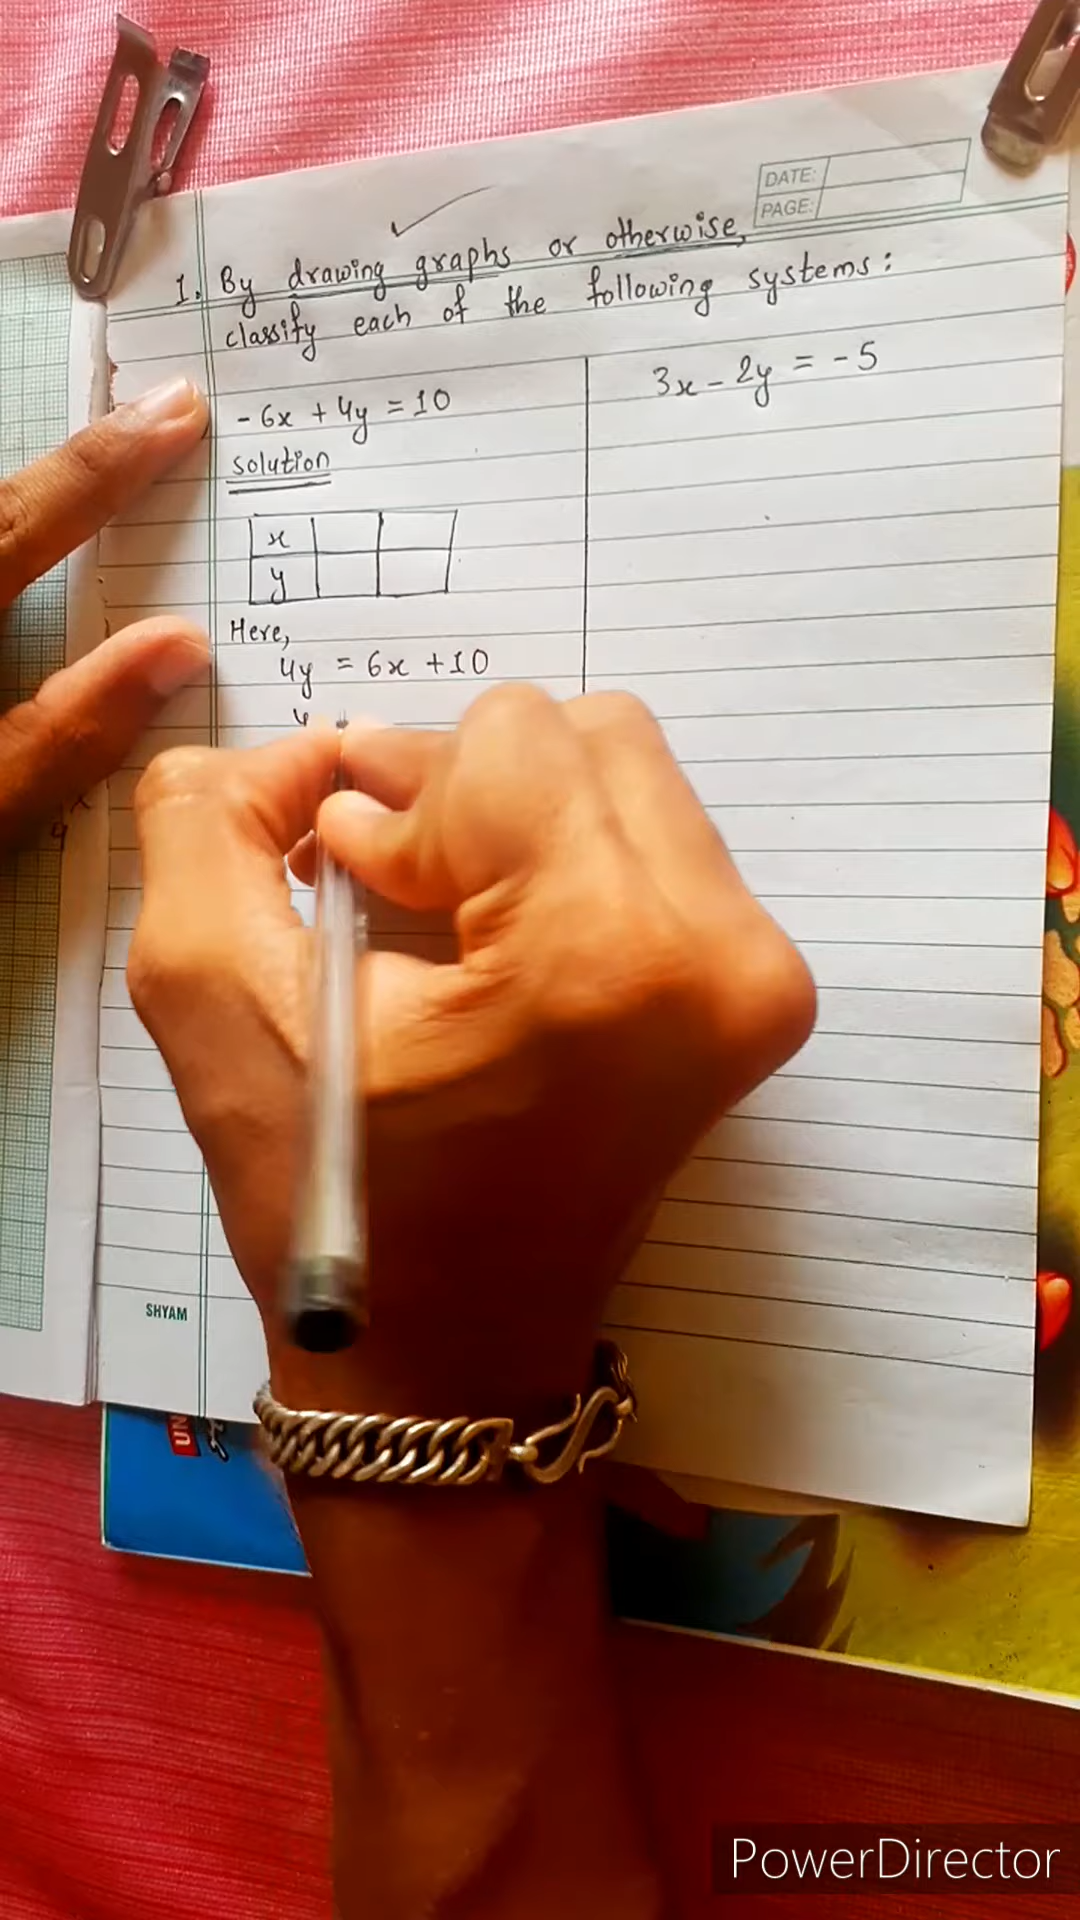 DATE:
PAGE:
1. By drawing graphs or otherwise,
classify each of the following systems:
-6x + 4y = 10
3x - 2y = -5
solution
x
y
Here,
4y = 6x + 10
SHYAM
UN
PowerDirector